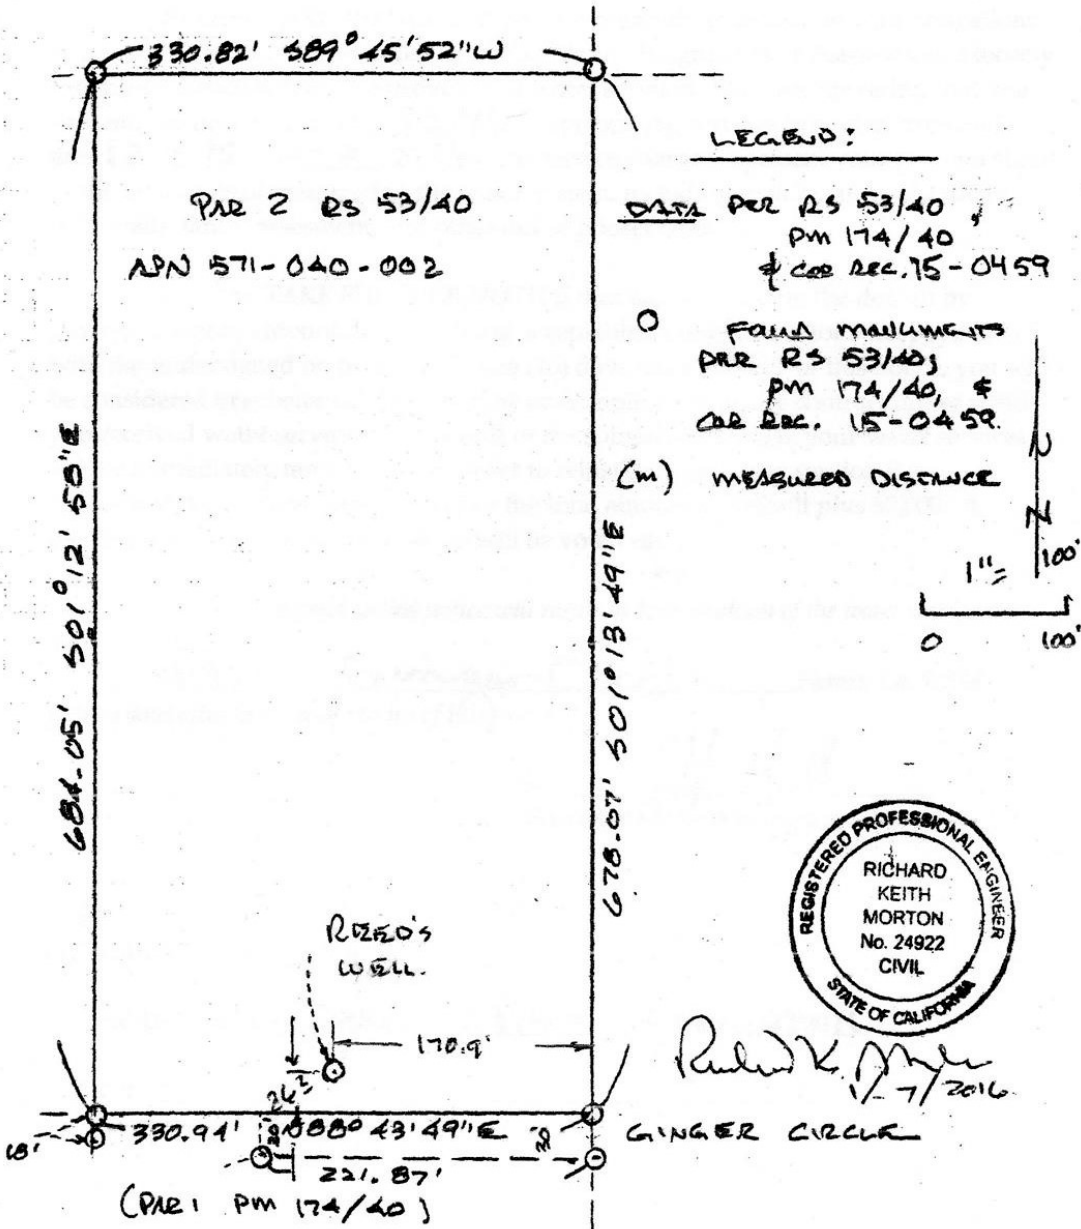 330.82' S89° 45' 52" W
PAR 2 RS 53/40
APN 571-040-002
LEGEND:
DATA PER RS 53/40,
PM 174/40
& COR REC. 15-0459
O FOUND MONUMENTS
PER RS 53/40;
PM 174/40, &
COR REC. 15-0459.
(M) MEASURED DISTANCE
N
1"= 100'
0 100'
684.05' S01° 12' 58" E
678.07' S01° 13' 49" E
REED'S
WELL.
170.9'
REGISTERED PROFESSIONAL ENGINEER
RICHARD
KEITH
MORTON
No. 24922
CIVIL
STATE OF CALIFORNIA
1/7/2016
330.94' S88° 43' 49" E
GINGER CIRCLE
18'
20'
20'
221.87'
(PAR 1 PM 174/40)